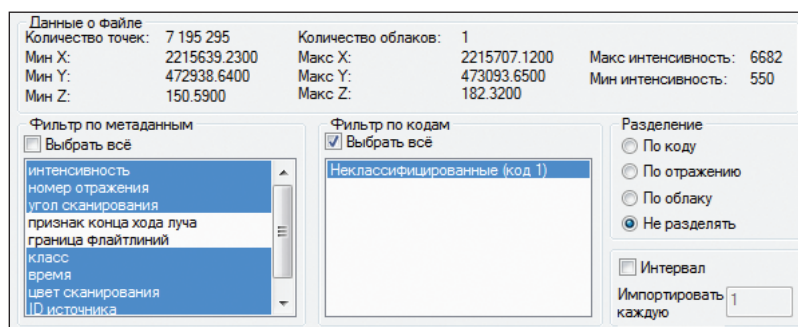 Данные о файле
Количество точек: 7 195 295 Количество облаков: 1
Мин X: 2215639.2300 Макс X: 2215707.1200 Макс интенсивность: 6682
Мин Y: 472938.6400 Макс Y: 473093.6500 Мин интенсивность: 550
Мин Z: 150.5900 Макс Z: 182.3200
Фильтр по метаданным
Выбрать всё
интенсивность
номер отражения
угол сканирования
признак конца хода луча
граница флайтлиний
класс
время
цвет сканирования
ID источника
Фильтр по кодам
Выбрать всё
Неклассифицированные (код 1)
Разделение
По коду
По отражению
По облаку
Не разделять
Интервал
Импортировать 1
каждую